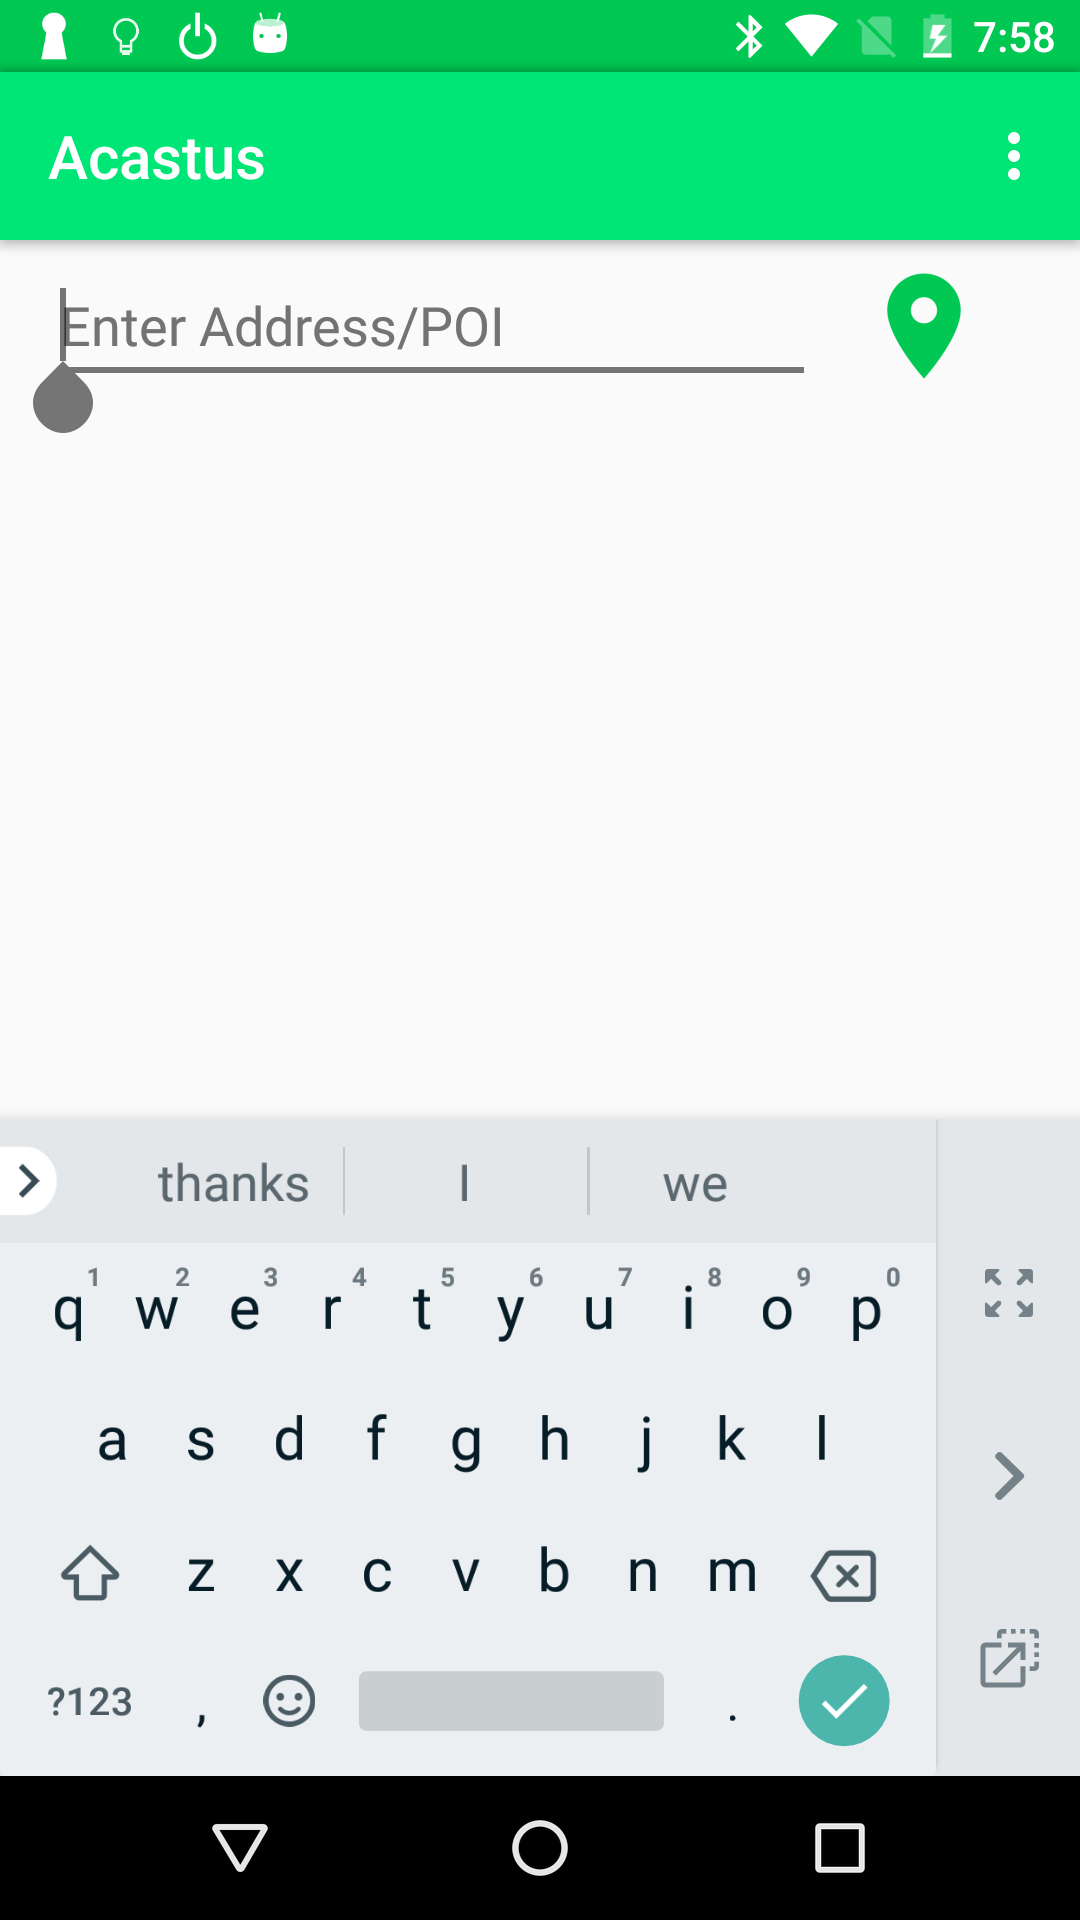 7:58
Acastus
Enter Address/POI
thanks I we
1 2 3 4 5 6 7 8 9 0
q w e r t y u i o p
a s d f g h j k l
z x c v b n m
?123 , .